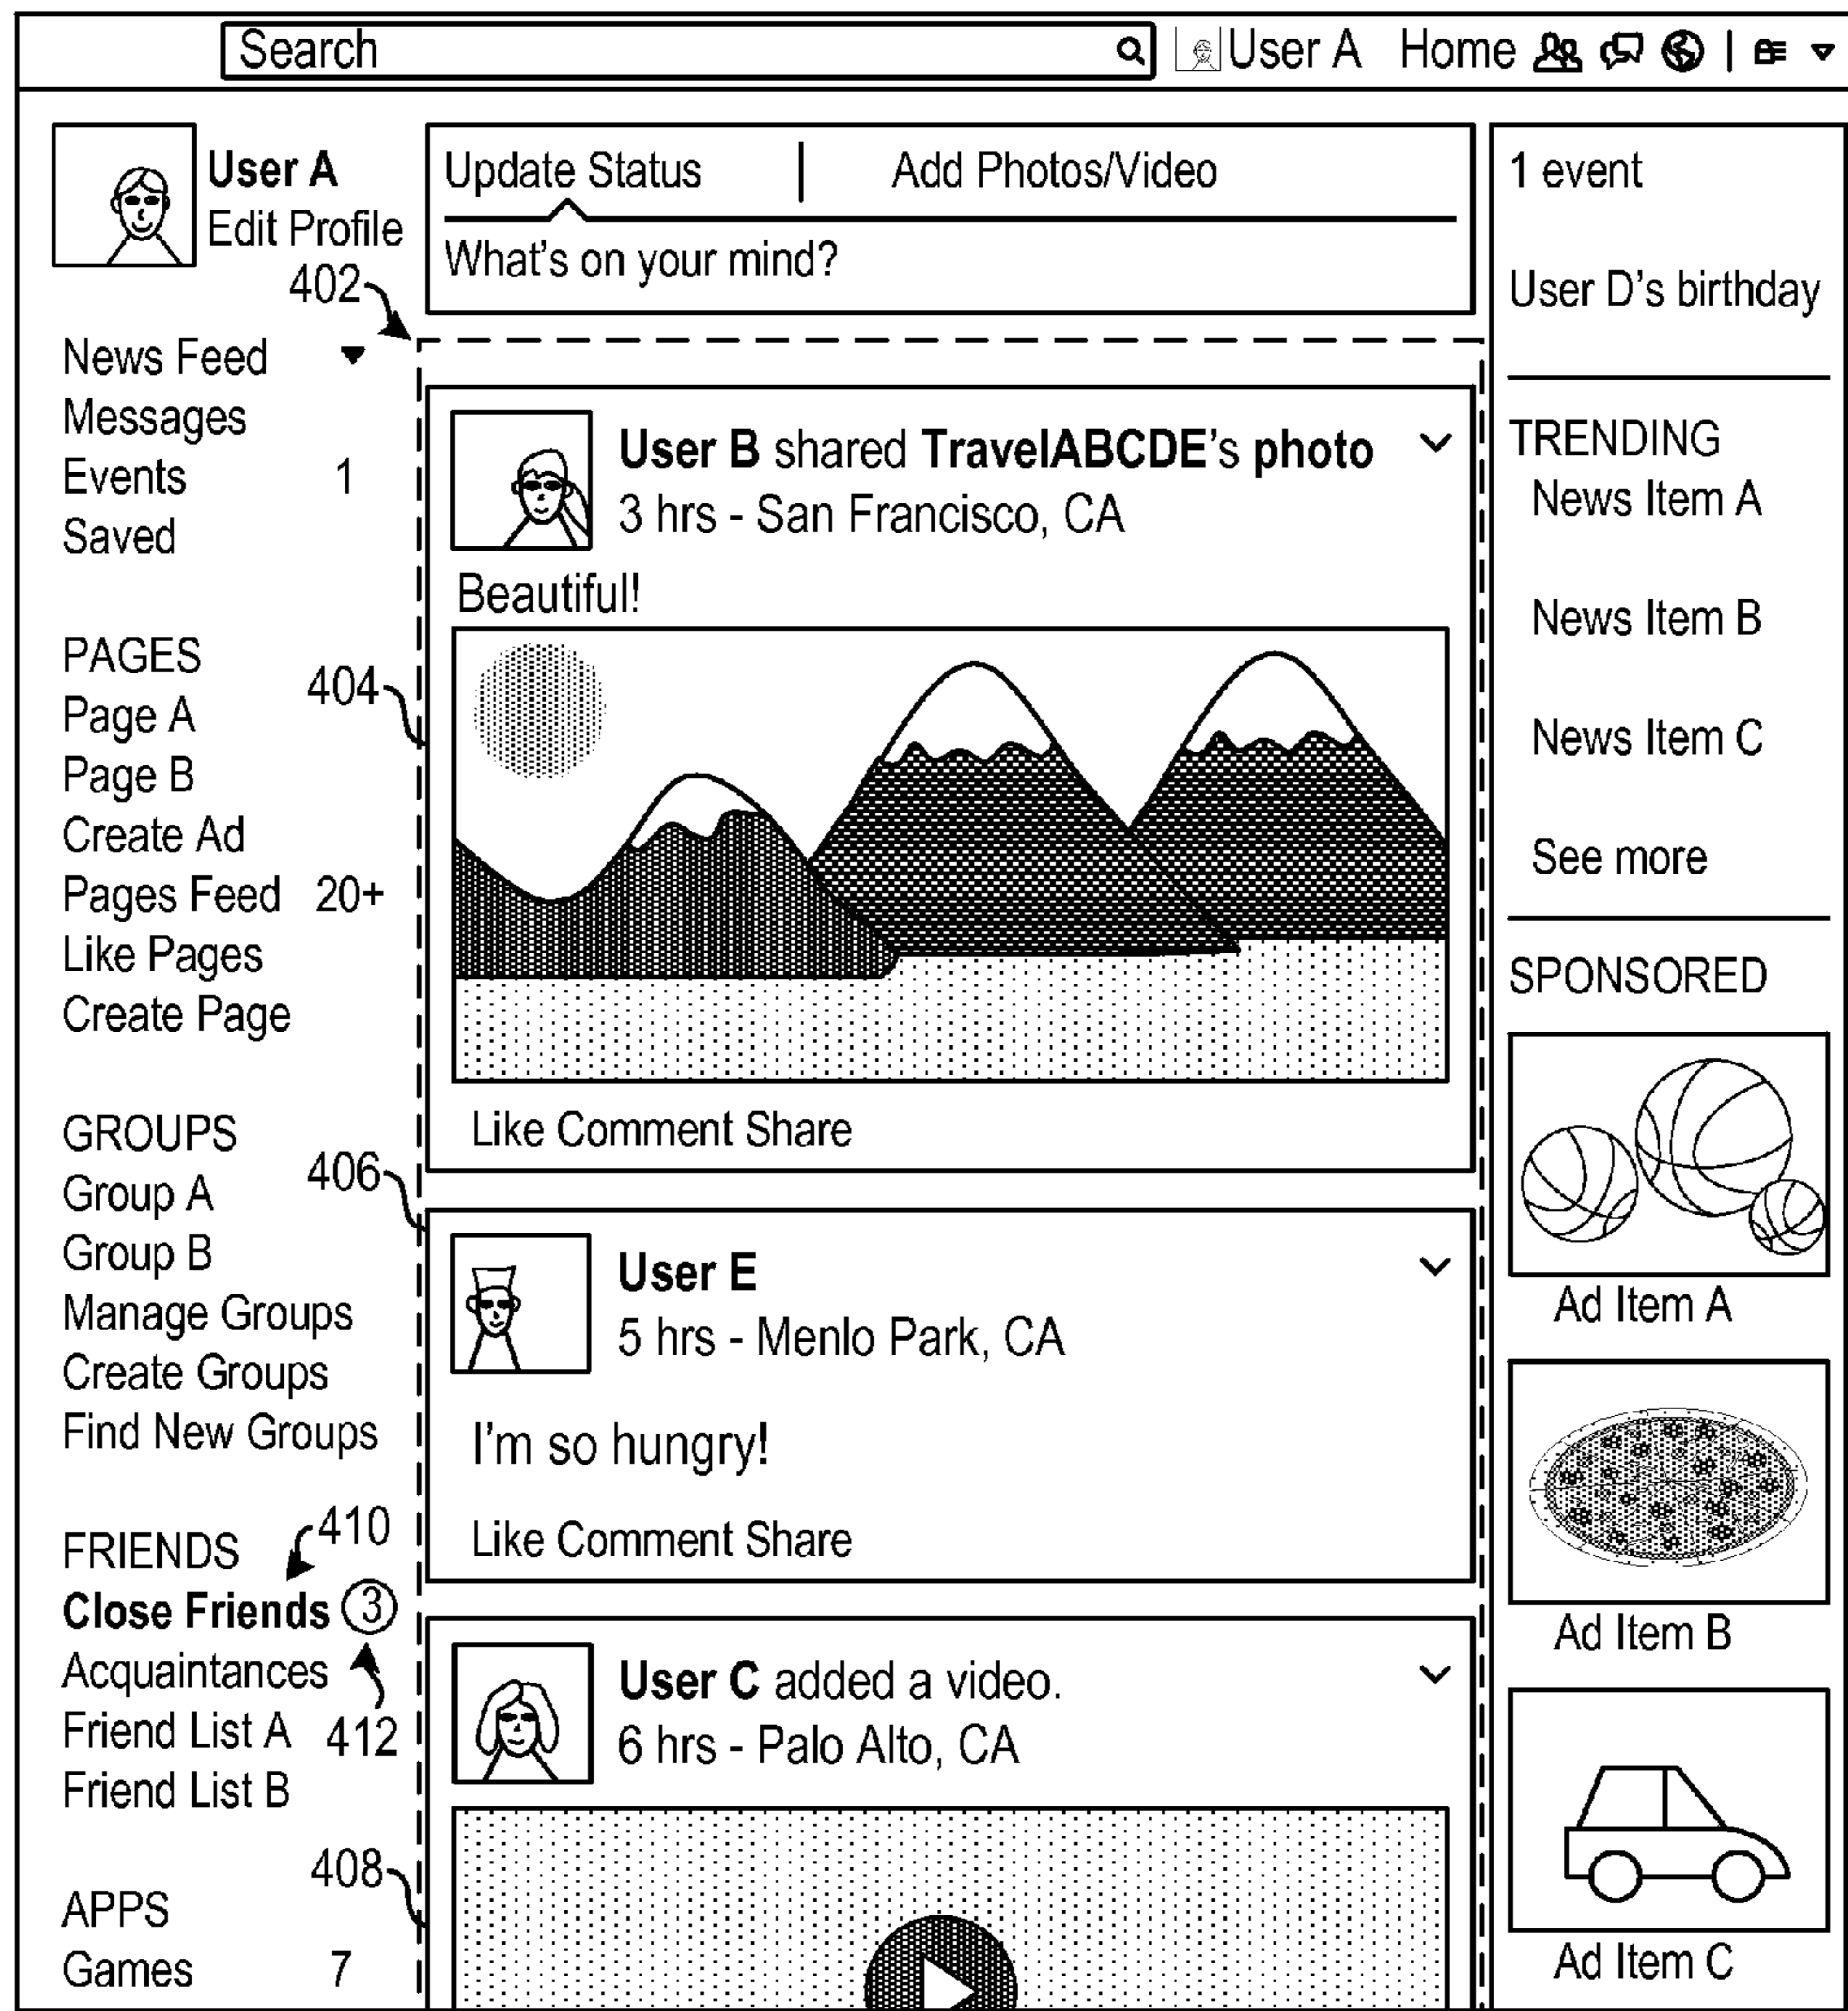 Search
User A Home
User A
Edit Profile
402
News Feed
Messages
Events 1
Saved
PAGES
Page A
Page B
Create Ad
Pages Feed 20+
Like Pages
Create Page
404
GROUPS
Group A
Group B
Manage Groups
Create Groups
Find New Groups
406
FRIENDS
410
Close Friends 3
Acquaintances
Friend List A
412
Friend List B
408
APPS
Games 7
Update Status | Add Photos/Video
What's on your mind?
User B shared TravelABCDE's photo
3 hrs - San Francisco, CA
Beautiful!
Like Comment Share
User E
5 hrs - Menlo Park, CA
I'm so hungry!
Like Comment Share
User C added a video.
6 hrs - Palo Alto, CA
1 event
User D's birthday
TRENDING
News Item A
News Item B
News Item C
See more
SPONSORED
Ad Item A
Ad Item B
Ad Item C